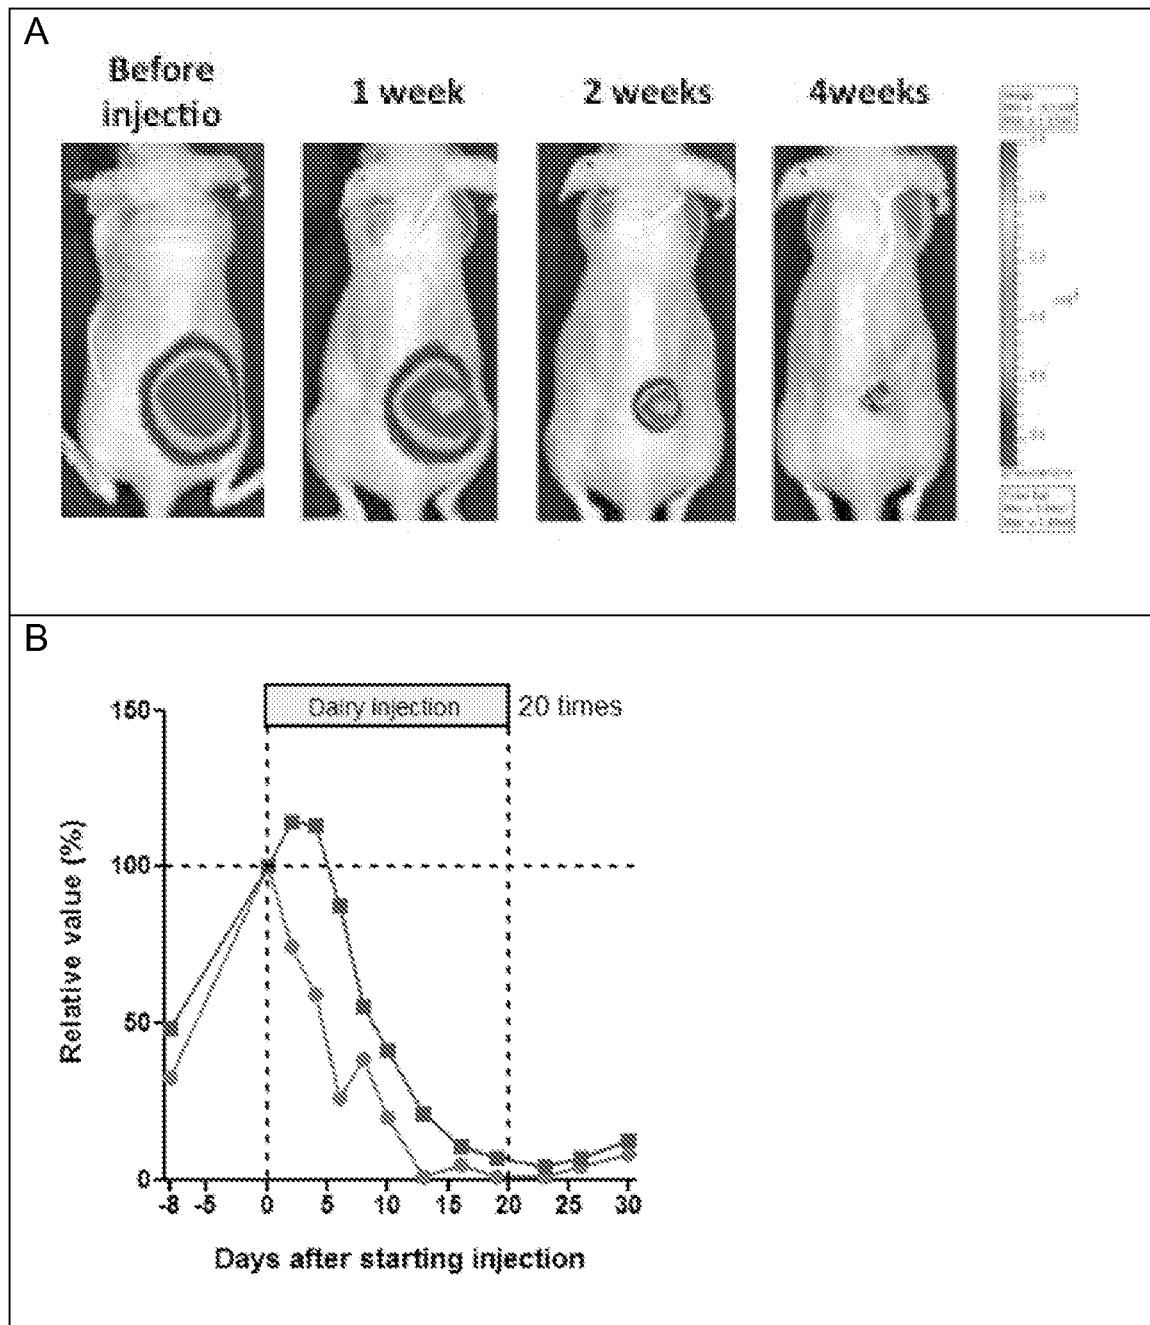 A
Before
injectio
1 week
2 weeks
4weeks
B
Dairy injection
20 times
150
100
50
0
Relative value (%)
-8 -5 0 5 10 15 20 25 30
Days after starting injection